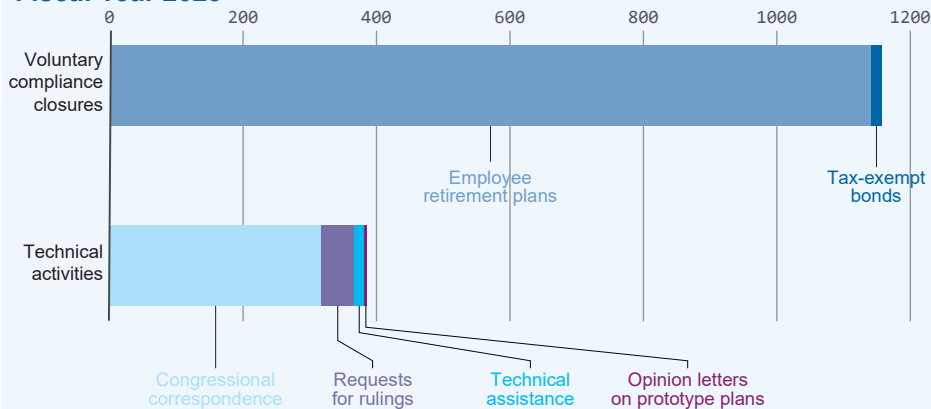 0 200 400 600 800 1000 1200
Voluntary
compliance
closures
Employee
retirement plans
Tax-exempt
bonds
Technical
activities
Congressional
correspondence
Requests
for rulings
Technical
assistance
Opinion letters
on prototype plans